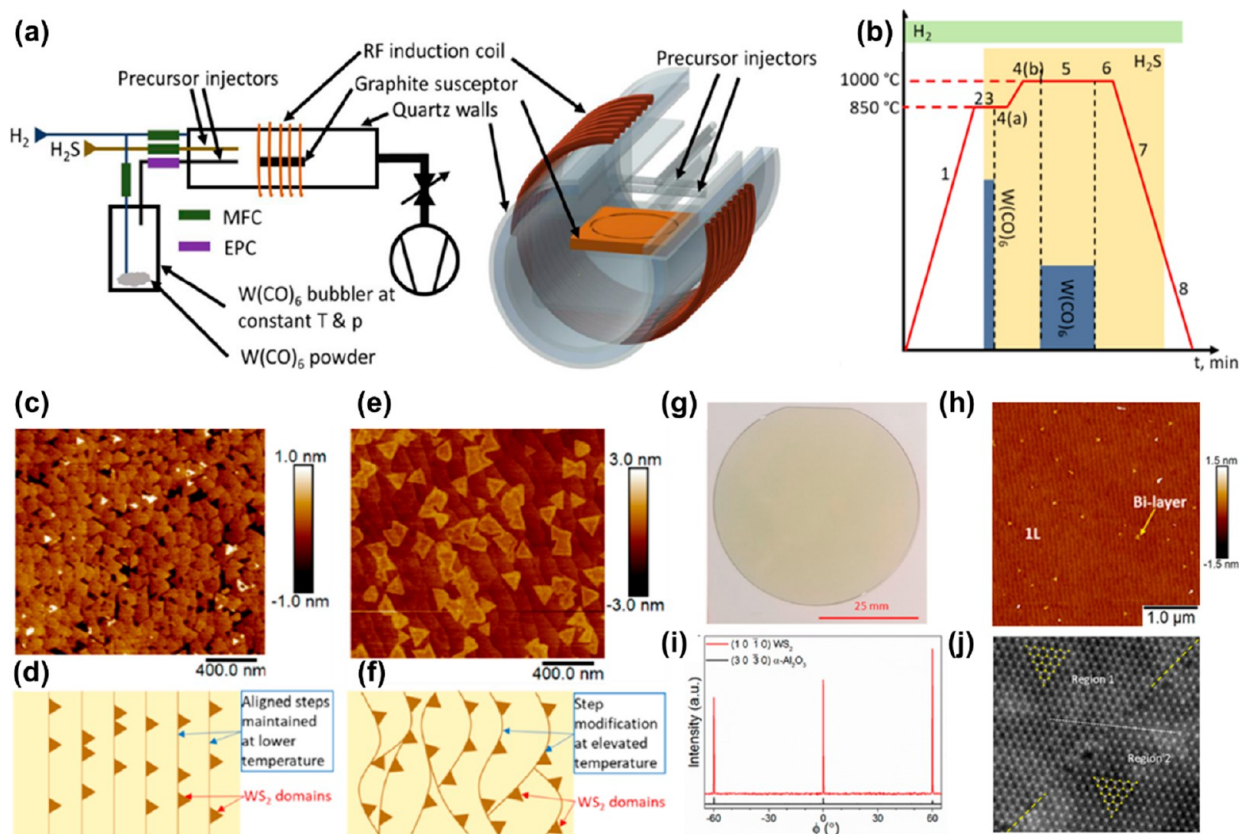 (a)
RF induction coil
Precursor injectors
Graphite susceptor
Quartz walls
Precursor injectors
H₂
H₂S
MFC
EPC
W(CO)₆ bubbler at
constant T & p
W(CO)₆ powder
(b)
H₂
H₂S
1000 °C
850 °C
4(b)
5
6
23
4(a)
1
7
8
W(CO)₆
W(CO)₆
t, min
(c)
1.0 nm
-1.0 nm
400.0 nm
(e)
3.0 nm
-3.0 nm
400.0 nm
(g)
25 mm
(h)
1L
Bi-layer
1.5 nm
-1.5 nm
1.0 µm
(d)
Aligned steps
maintained
at lower
temperature
WS₂ domains
(f)
Step
modification
at elevated
temperature
WS₂ domains
(i)
(1 0 1̅ 0) WS₂
(3 0 3̅ 0) α-Al₂O₃
Intensity (a.u.)
-60
-30
0
30
60
ϕ (°)
(j)
Region 1
Region 2